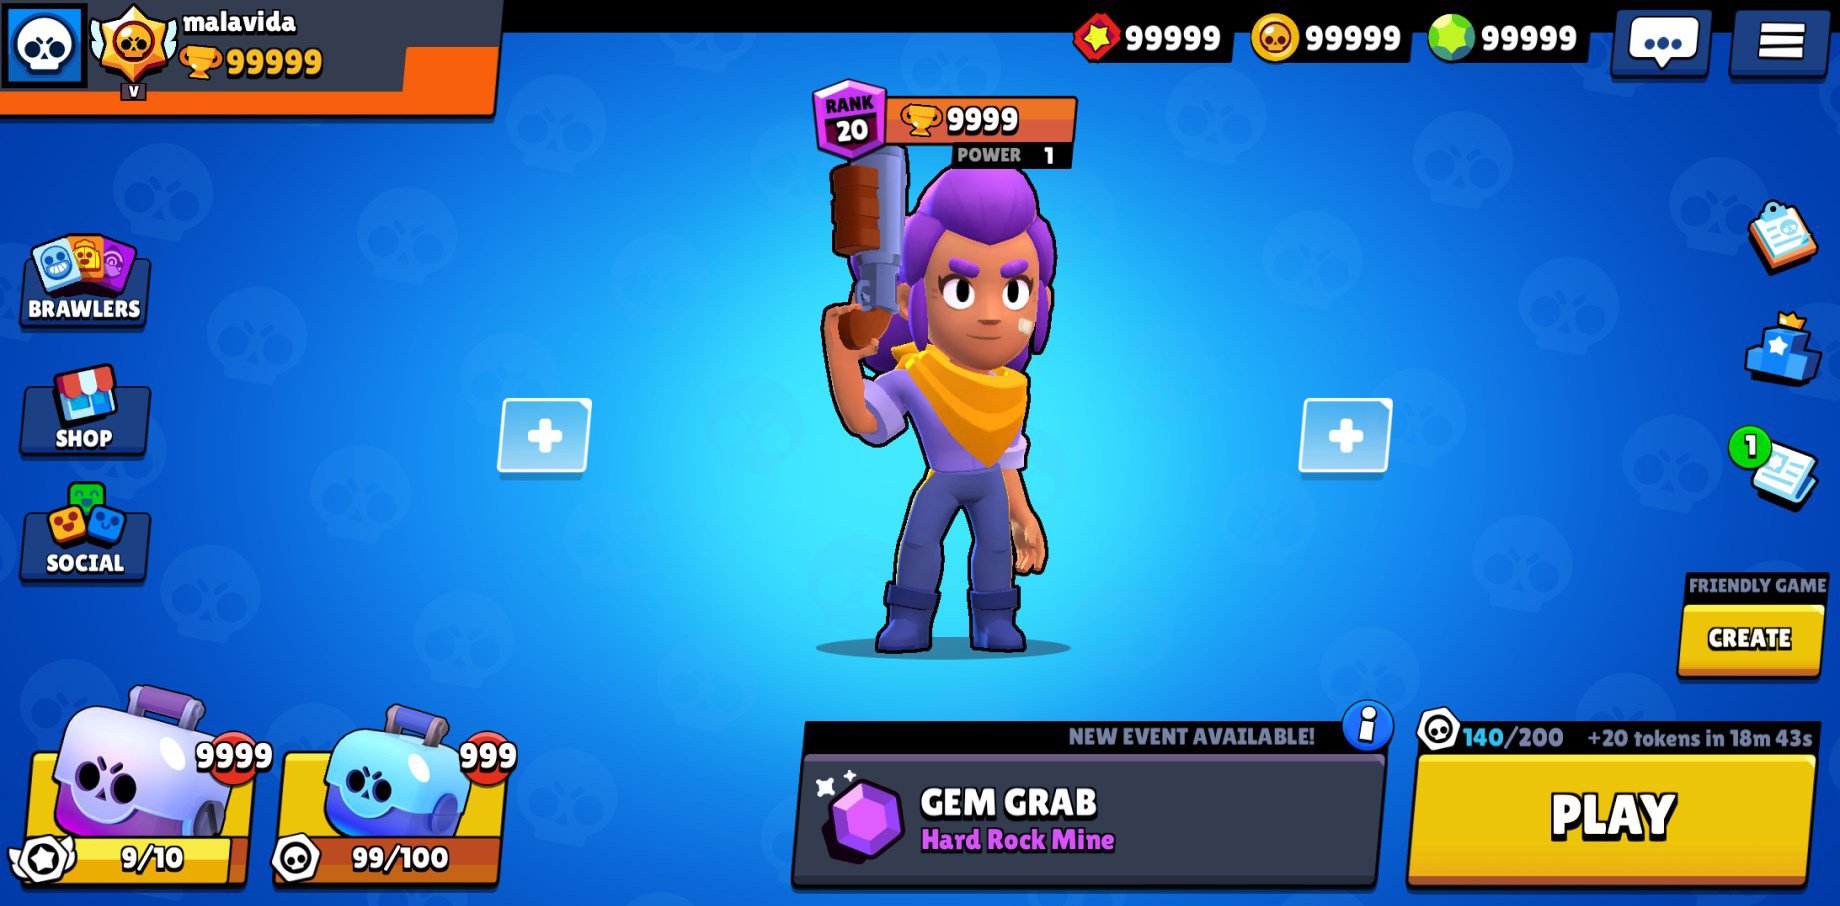 malavida
99999
V
99999
99999
99999
RANK
20
9999
POWER 1
BRAWLERS
SHOP
SOCIAL
1
FRIENDLY GAME
CREATE
9999
9/10
999
99/100
NEW EVENT AVAILABLE!
i
GEM GRAB
Hard Rock Mine
140/200 +20 tokens in 18m 43s
PLAY